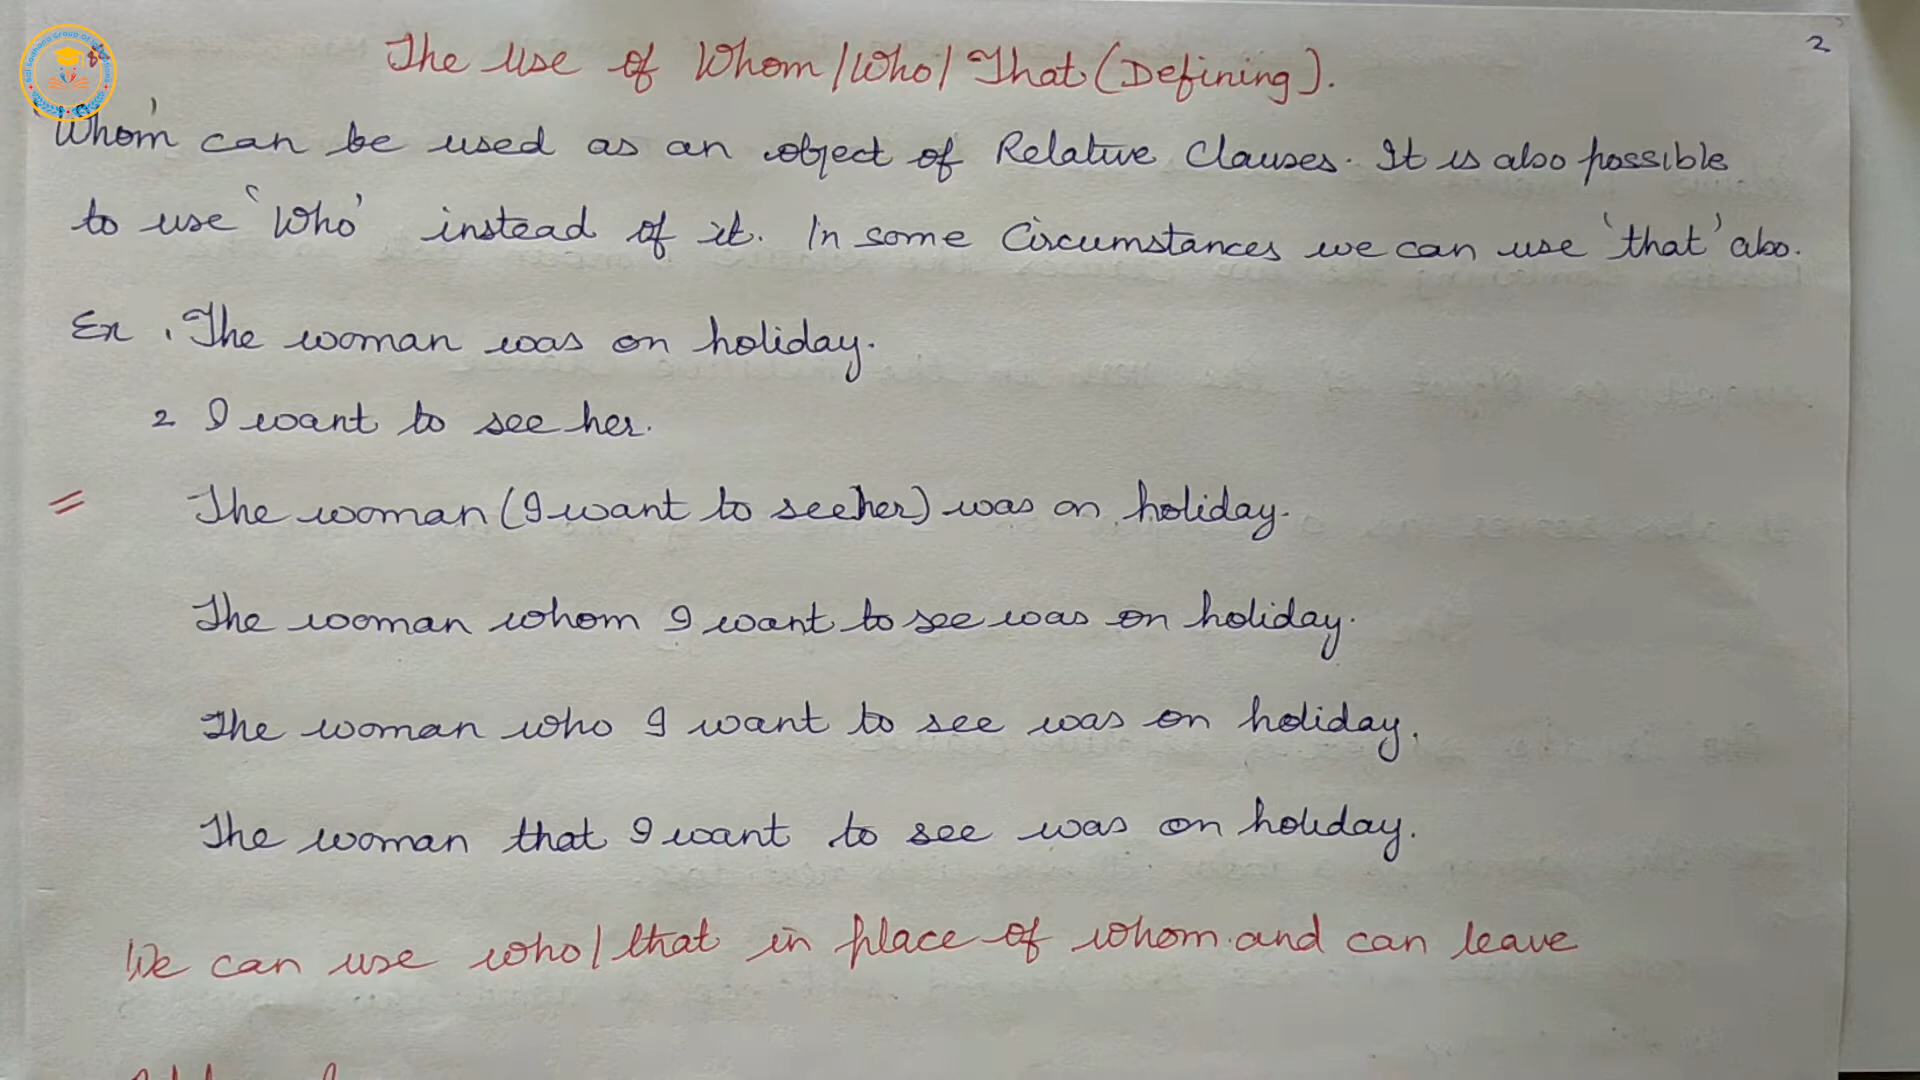 2
The Use of Whom/Who/That (Defining).
'Whom' can be used as an object of Relative Clauses. It is also possible
to use 'Who' instead of it. In some Circumstances we can use 'that' also.
Ex 1. The woman was on holiday.
2 I want to see her.
= The woman (I want to see her) was on holiday.
The woman whom I want to see was on holiday.
The woman who I want to see was on holiday.
The woman that I want to see was on holiday.
We can use who/that in place of whom and can leave